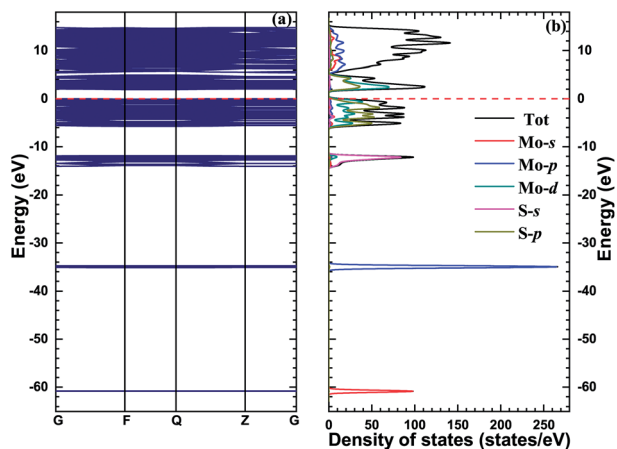 (a)
(b)
Energy (eV)
10
0
-10
-20
-30
-40
-50
-60
G F Q Z G
Tot
Mo-s
Mo-p
Mo-d
S-s
S-p
10
0
-10
-20
-30
-40
-50
-60
Energy (eV)
0 50 100 150 200 250
Density of states (states/eV)